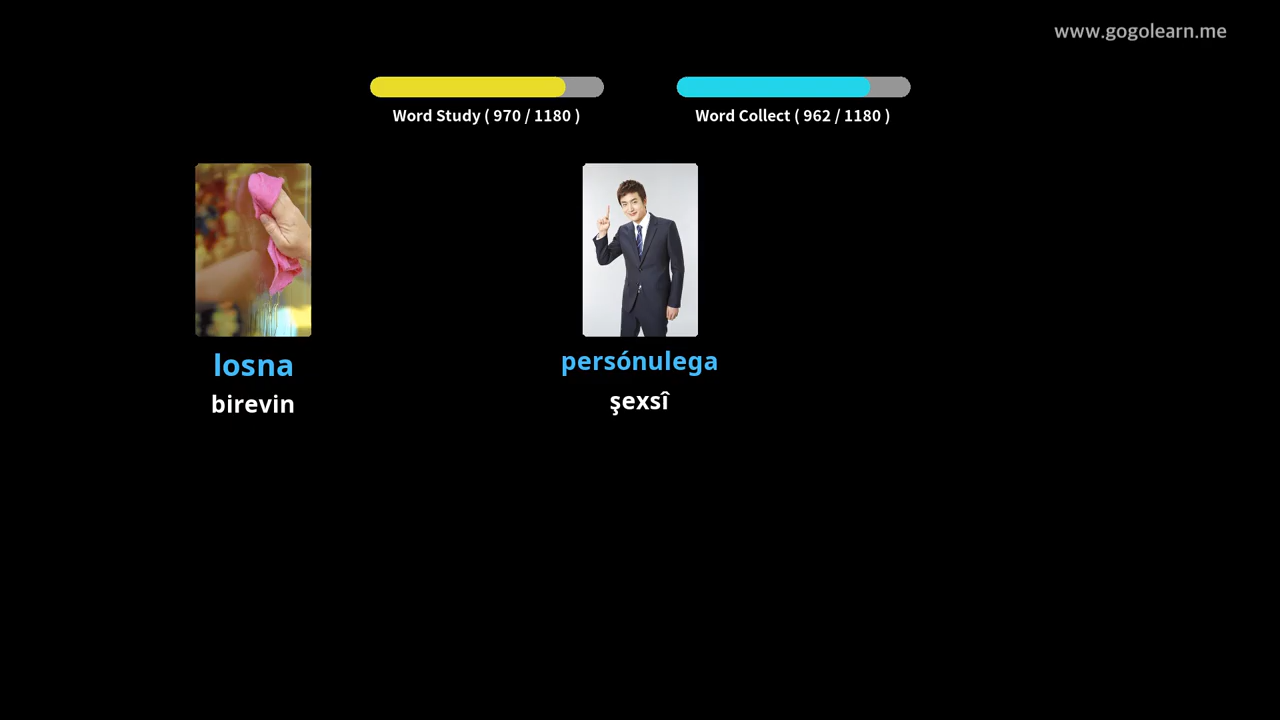 www.gogolearn.me
Word Study ( 970 / 1180 )
Word Collect ( 962 / 1180 )
losna
birevin
persónulega
şexsî